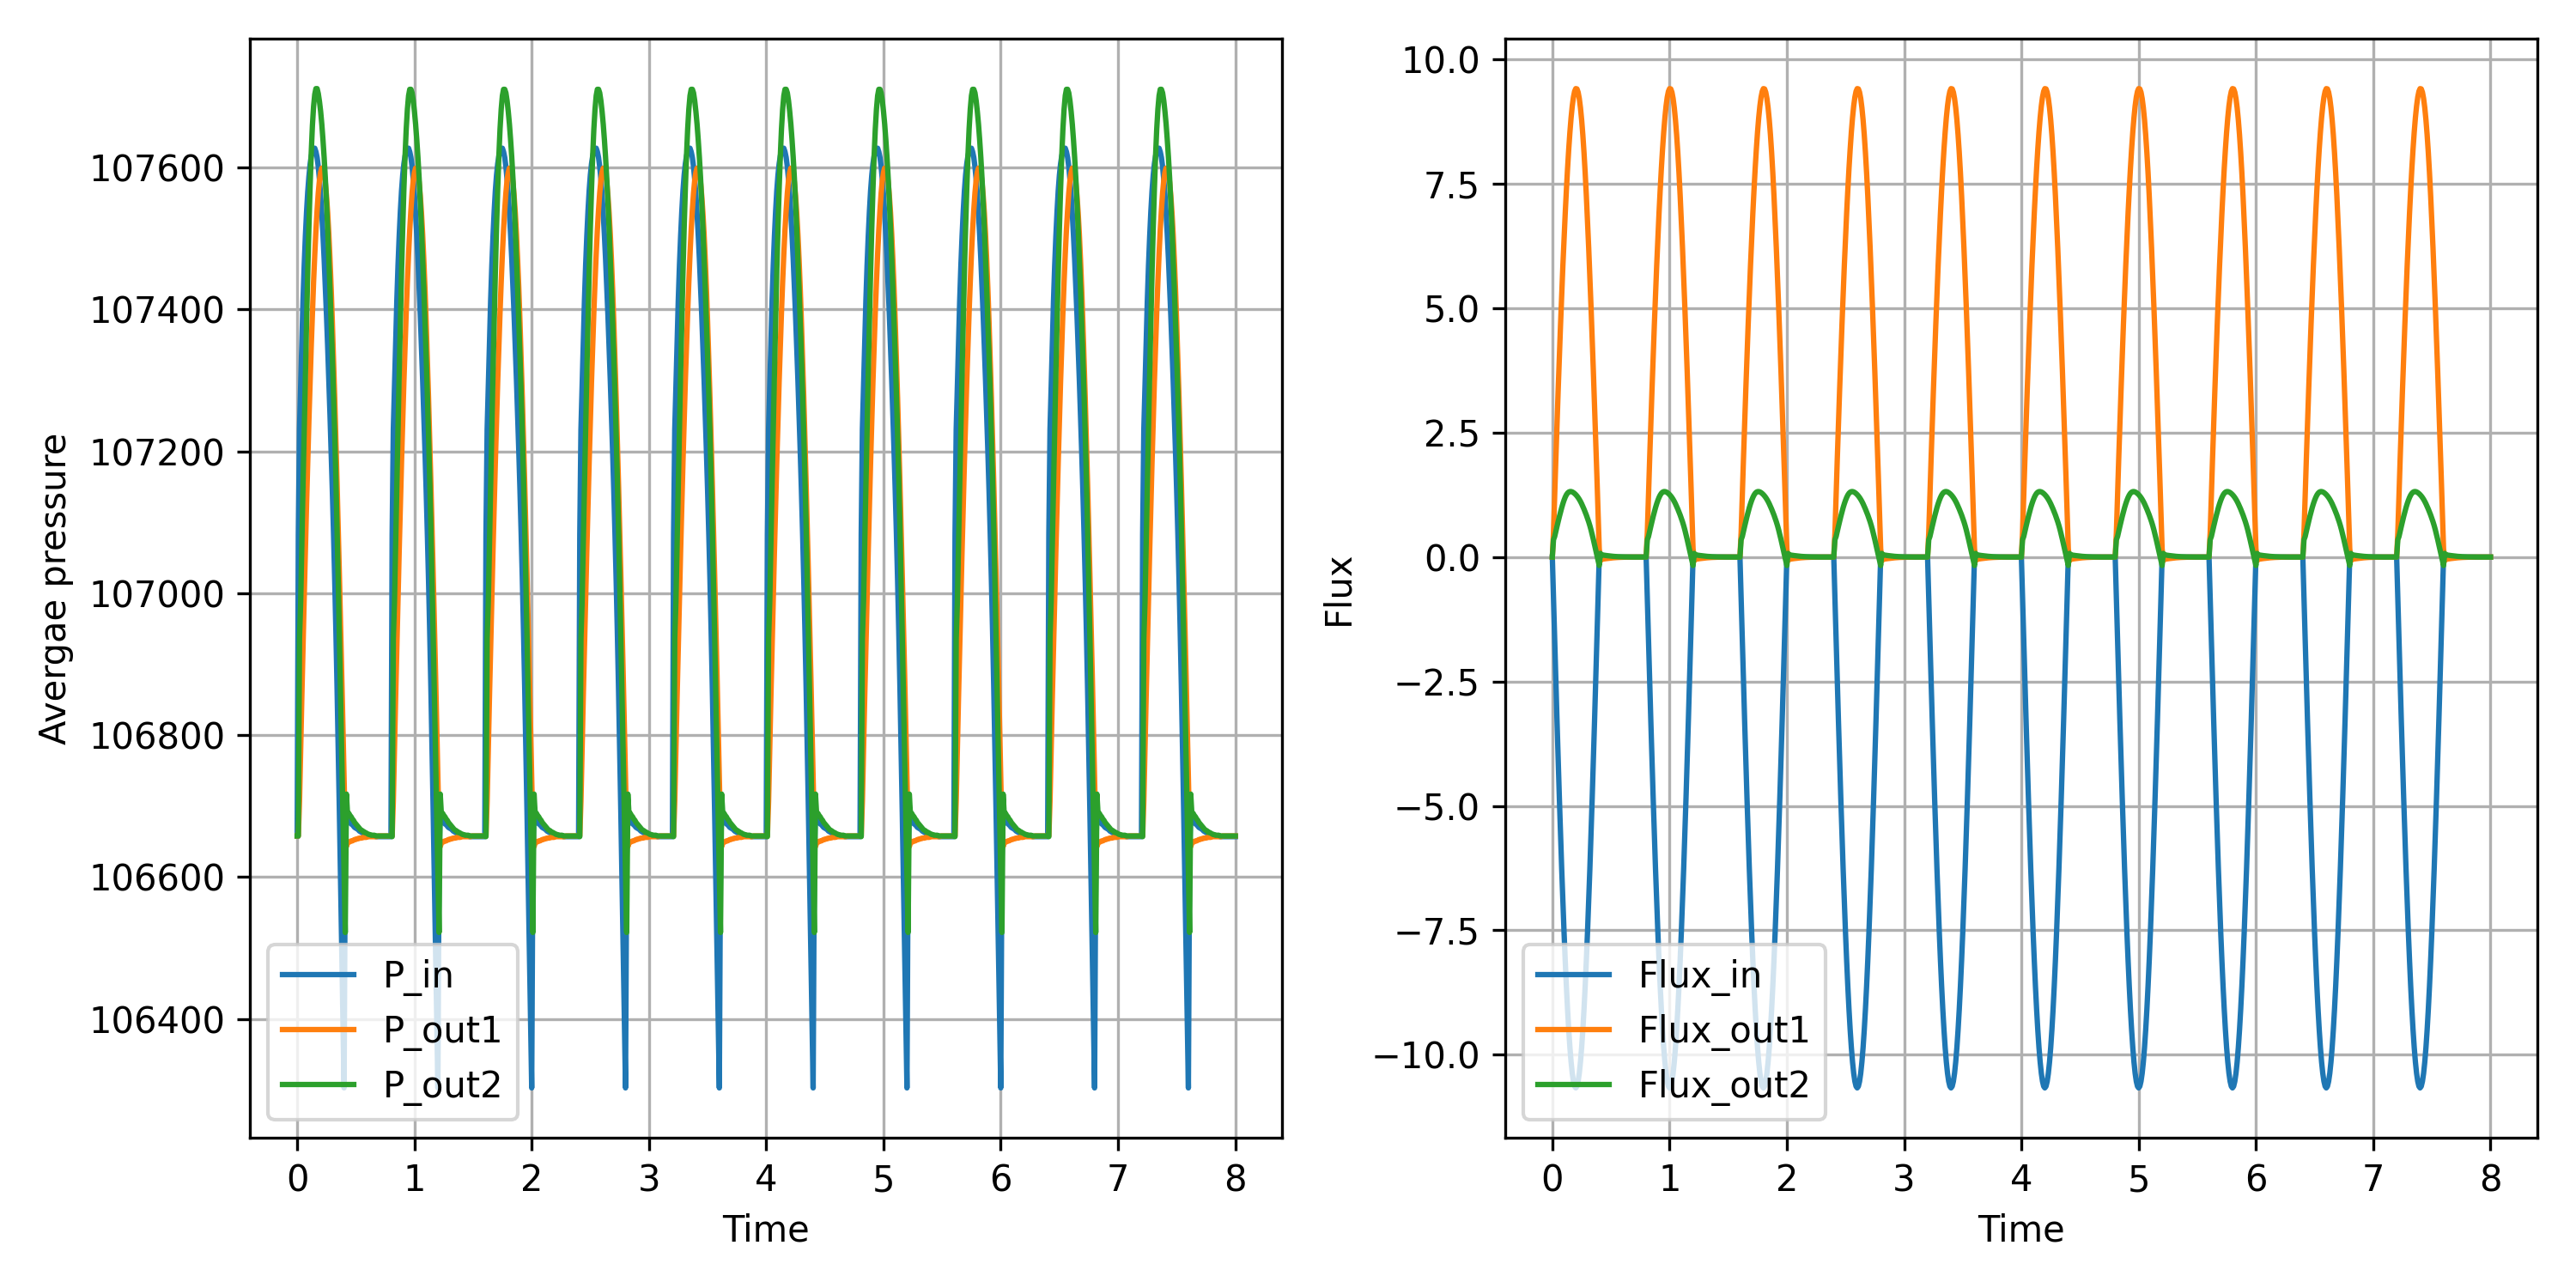 107600
107400
107200
107000
106800
106600
106400
Avergae pressure
P_in
P_out1
P_out2
0 1 2 3 4 5 6 7 8
Time
10.0
7.5
5.0
2.5
0.0
−2.5
−5.0
−7.5
−10.0
Flux
Flux_in
Flux_out1
Flux_out2
0 1 2 3 4 5 6 7 8
Time